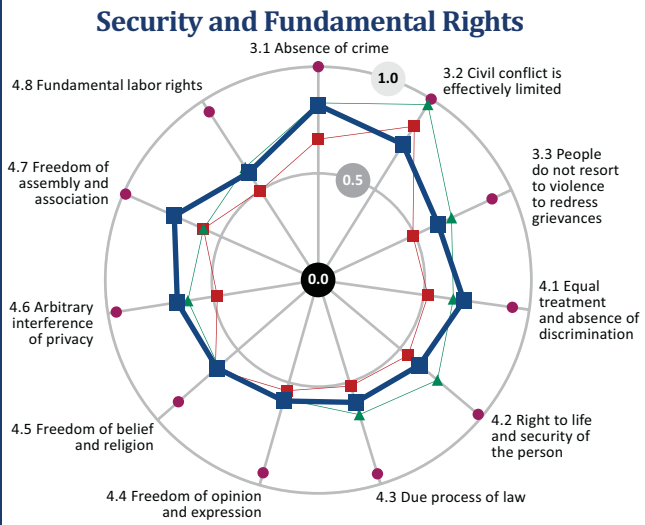 Security and Fundamental Rights
3.1 Absence of crime
1.0
3.2 Civil conflict is
effectively limited
4.8 Fundamental labor rights
0.5
3.3 People
do not resort
to violence
to redress
grievances
4.7 Freedom of
assembly and
association
0.0
4.1 Equal
treatment
and absence of
discrimination
4.6 Arbitrary
interference
of privacy
4.2 Right to life
and security of
the person
4.5 Freedom of belief
and religion
4.4 Freedom of opinion
and expression
4.3 Due process of law